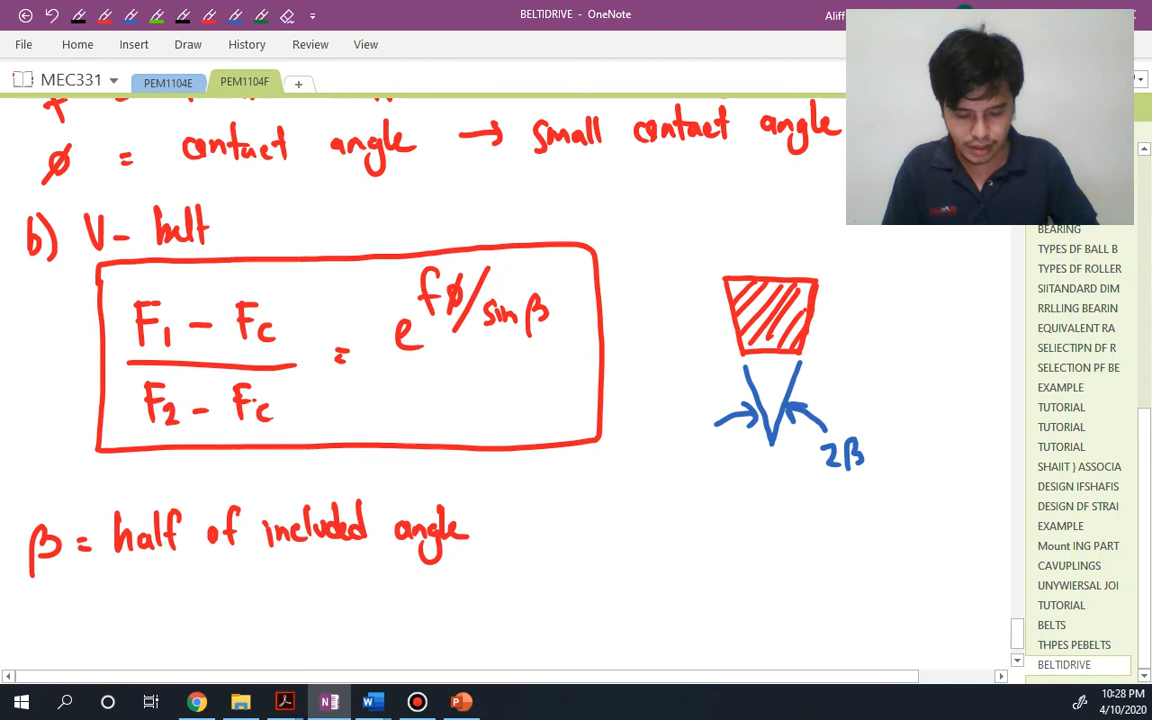 BELTIDRIVE - OneNote
Aliff
File Home Insert Draw History Review View
MEC331 PEM1104E PEM1104F
contact angle → small contact angle
ϕ =
b) V - belt
F1 - Fc / F2 - Fc = e^fϕ/sin β
2β
β = half of included angle
BEARING
TYPES DF BALL B
TYPES DF ROLLER
SIITANDARD DIM
RRLLING BEARIN
EQUIVALENT RA
SELIECTIPN DF R
SELECTION PF BE
EXAMPLE
TUTORIAL
TUTORIAL
TUTORIAL
SHAIIT } ASSOCIA
DESIGN IFSHAFIS
DESIGN DF STRAI
EXAMPLE
Mount ING PART
CAVUPLINGS
UNYWIERSAL JOI
TUTORIAL
BELTS
THPES PEBELTS
BELTIDRIVE
10:28 PM
4/10/2020